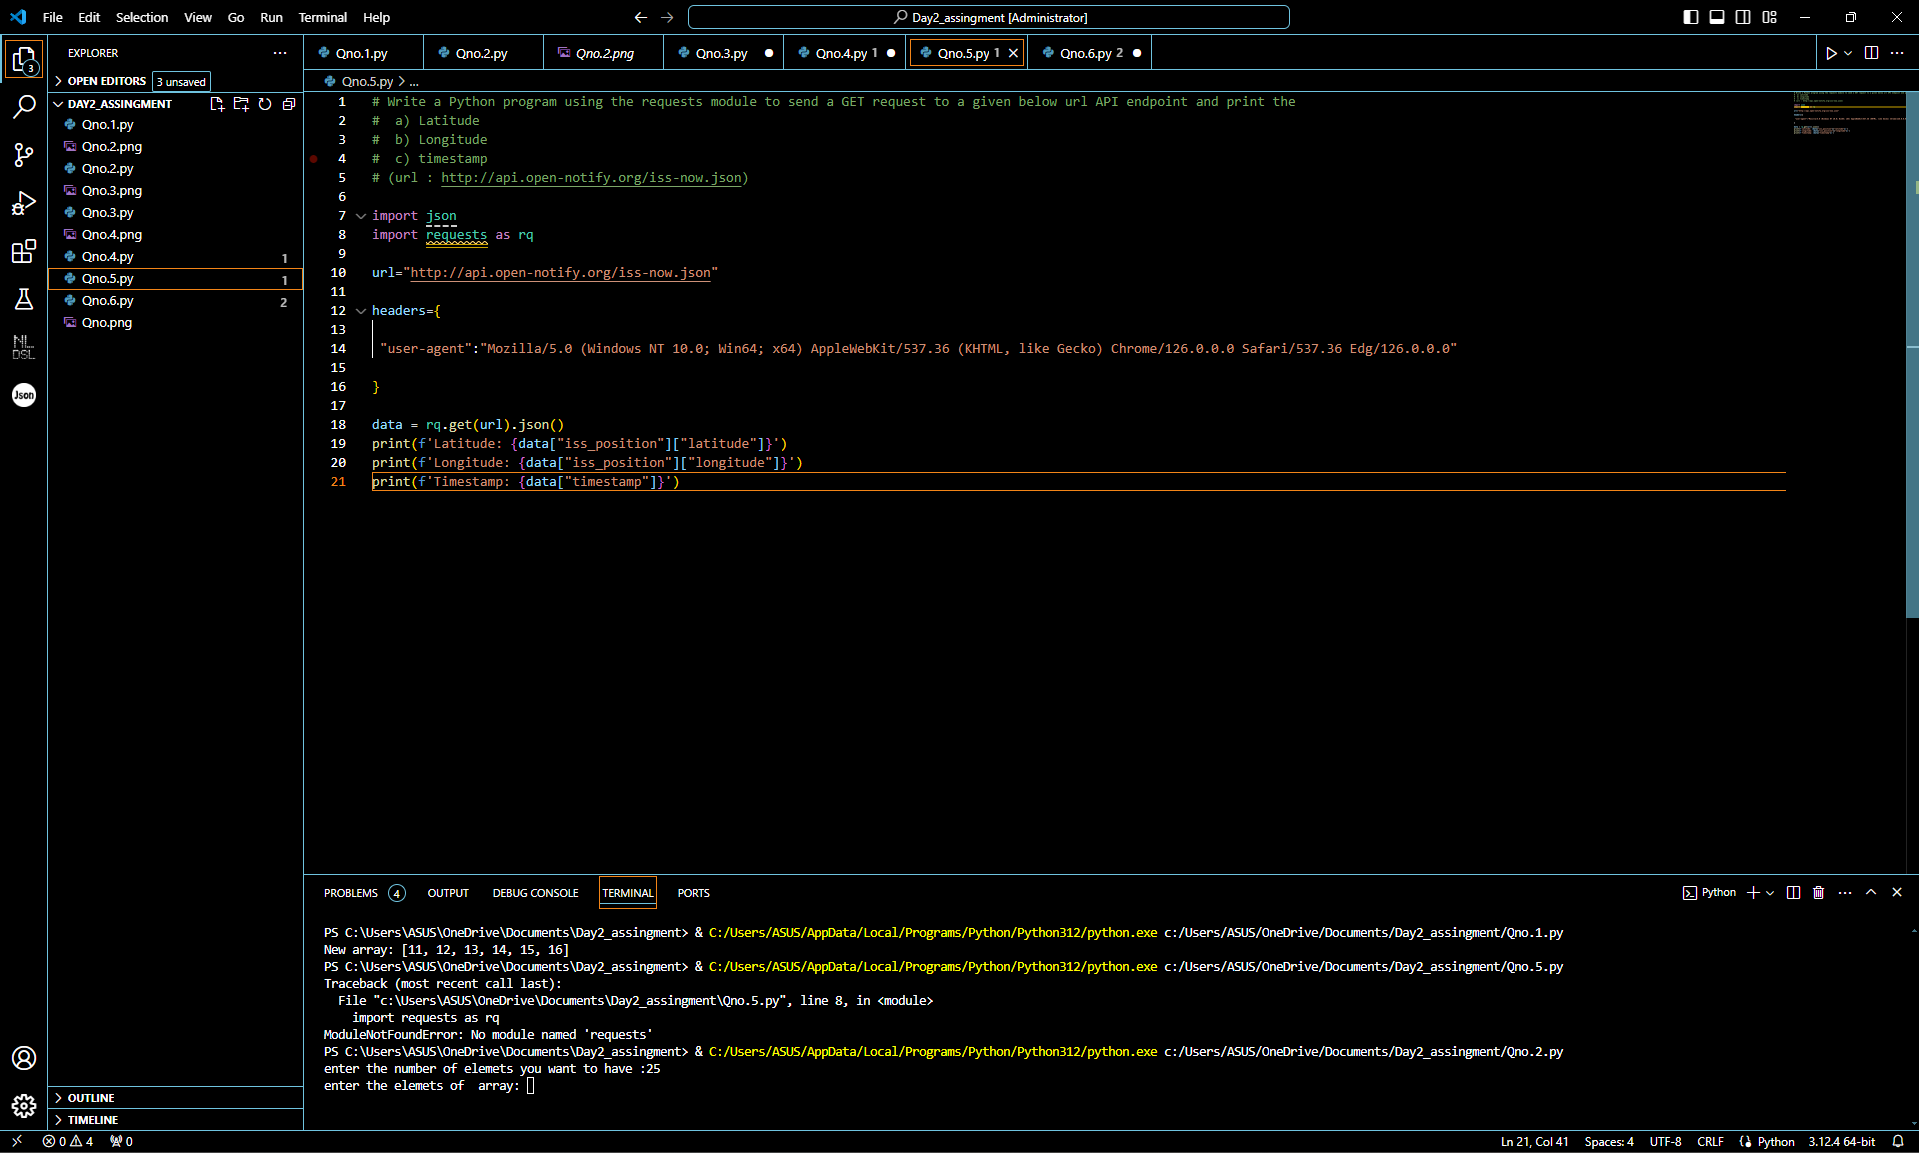 File Edit Selection View Go Run Terminal Help
Day2_assingment [Administrator]
EXPLORER
OPEN EDITORS 3 unsaved
DAY2_ASSINGMENT
Qno.1.py
Qno.2.png
Qno.2.py
Qno.3.png
Qno.3.py
Qno.4.png
Qno.4.py 1
Qno.5.py 1
Qno.6.py 2
Qno.png
OUTLINE
TIMELINE
3
NL
DSL
Json
Qno.1.py Qno.2.py Qno.2.png Qno.3.py Qno.4.py 1 Qno.5.py 1 Qno.6.py 2
Qno.5.py > ...
1 # Write a Python program using the requests module to send a GET request to a given below url API endpoint and print the
2 #  a) Latitude
3 #  b) Longitude
4 #  c) timestamp
5 # (url : http://api.open-notify.org/iss-now.json)
6
7 import json
8 import requests as rq
9
10 url="http://api.open-notify.org/iss-now.json"
11
12 headers={
13
14  "user-agent":"Mozilla/5.0 (Windows NT 10.0; Win64; x64) AppleWebKit/537.36 (KHTML, like Gecko) Chrome/126.0.0.0 Safari/537.36 Edg/126.0.0.0"
15
16 }
17
18 data = rq.get(url).json()
19 print(f'Latitude: {data["iss_position"]["latitude"]}')
20 print(f'Longitude: {data["iss_position"]["longitude"]}')
21 print(f'Timestamp: {data["timestamp"]}')
PROBLEMS 4 OUTPUT DEBUG CONSOLE TERMINAL PORTS
Python
PS C:\Users\ASUS\OneDrive\Documents\Day2_assingment> & C:/Users/ASUS/AppData/Local/Programs/Python/Python312/python.exe c:/Users/ASUS/OneDrive/Documents/Day2_assingment/Qno.1.py
New array: [11, 12, 13, 14, 15, 16]
PS C:\Users\ASUS\OneDrive\Documents\Day2_assingment> & C:/Users/ASUS/AppData/Local/Programs/Python/Python312/python.exe c:/Users/ASUS/OneDrive/Documents/Day2_assingment/Qno.5.py
Traceback (most recent call last):
  File "c:\Users\ASUS\OneDrive\Documents\Day2_assingment\Qno.5.py", line 8, in <module>
    import requests as rq
ModuleNotFoundError: No module named 'requests'
PS C:\Users\ASUS\OneDrive\Documents\Day2_assingment> & C:/Users/ASUS/AppData/Local/Programs/Python/Python312/python.exe c:/Users/ASUS/OneDrive/Documents/Day2_assingment/Qno.2.py
enter the number of elemets you want to have :25
enter the elemets of  array:
0 4 0 Ln 21, Col 41 Spaces: 4 UTF-8 CRLF Python 3.12.4 64-bit